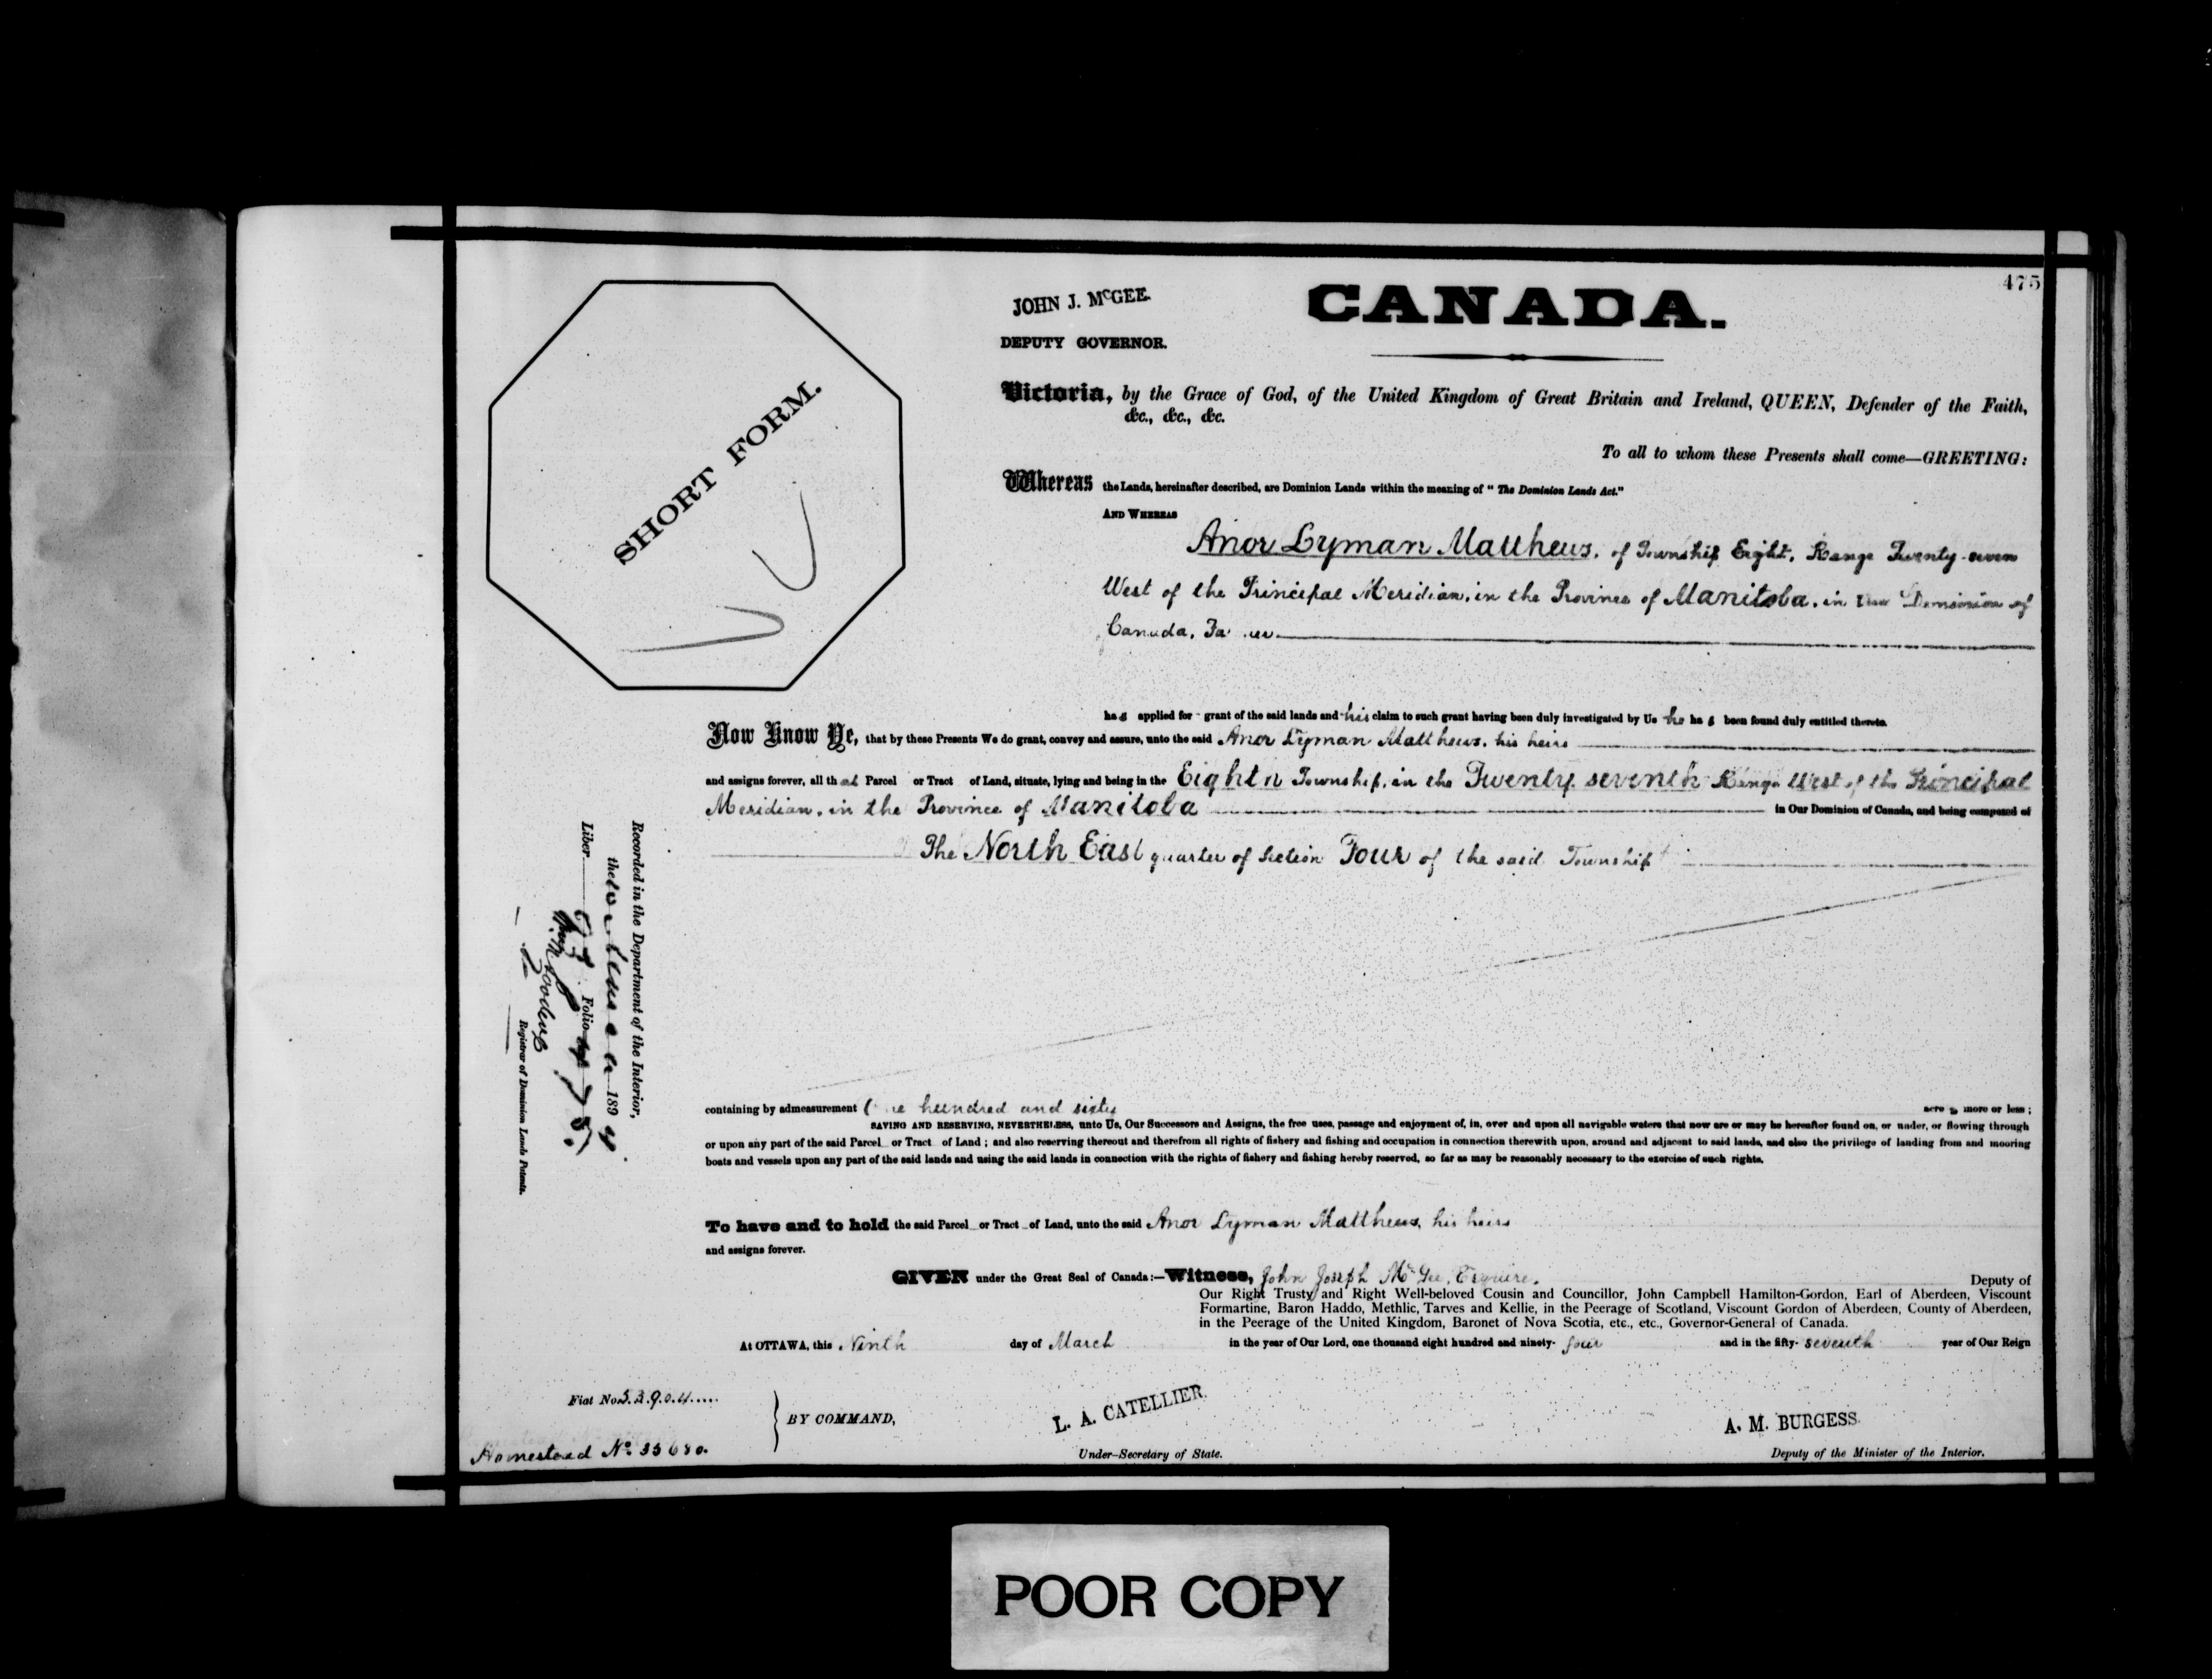 475
JOHN J. McGEE.
DEPUTY GOVERNOR.
CANADA.
SHORT FORM.
Victoria, by the Grace of God, of the United Kingdom of Great Britain and Ireland, QUEEN, Defender of the Faith,
&c., &c., &c.
To all to whom these Presents shall come—GREETING:
Whereas the Lands, hereinafter described, are Dominion Lands within the meaning of "The Dominion Lands Act."
AND WHEREAS
Anor Lyman Matthews, of Township Eight, Range Twenty-seven
West of the Principal Meridian, in the Province of Manitoba, in the Dominion of
Canada,
has applied for grant of the said lands and his claim to such grant having been duly investigated by Us he has been found duly entitled thereto.
Now Know Ye, that by these Presents We do grant, convey and assure, unto the said Anor Lyman Matthews, his heirs
and assigns forever, all that Parcel or Tract of Land, situate, lying and being in the Eighth Township, in the Twenty seventh Range West of the Principal
Meridian, in the Province of Manitoba in Our Dominion of Canada, and being composed of
The North East quarter of Section Four of the said Township
containing by admeasurement One hundred and sixty acres more or less;
SAVING AND RESERVING, NEVERTHELESS, unto Us, Our Successors and Assigns, the free uses, passage and enjoyment of, in, over and upon all navigable waters that now are or may be hereafter found on, or under, or flowing through
or upon any part of the said Parcel or Tract of Land; and also reserving thereout and therefrom all rights of fishery and fishing and occupation in connection therewith upon, around and adjacent to said lands, and also the privilege of landing from and mooring
boats and vessels upon any part of the said lands and using the said lands in connection with the rights of fishery and fishing hereby reserved, so far as may be reasonably necessary to the exercise of such rights.
To have and to hold the said Parcel or Tract of Land, unto the said Anor Lyman Matthews, his heirs
and assigns forever.
GIVEN under the Great Seal of Canada:—Witness, John Joseph McGee, Esquire, Deputy of
Our Right Trusty and Right Well-beloved Cousin and Councillor, John Campbell Hamilton-Gordon, Earl of Aberdeen, Viscount
Formartine, Baron Haddo, Methlic, Tarves and Kellie, in the Peerage of Scotland, Viscount Gordon of Aberdeen, County of Aberdeen,
in the Peerage of the United Kingdom, Baronet of Nova Scotia, etc., etc., Governor-General of Canada.
At OTTAWA, this Ninth day of March in the year of Our Lord, one thousand eight hundred and ninety-four and in the fifty-seventh year of Our Reign
Fiat No.
Homestead No.
BY COMMAND,
L. A. CATELLIER.
Under-Secretary of State.
A. M. BURGESS.
Deputy of the Minister of the Interior.
Recorded in the Department of the Interior,
the 1894
Liber Folio 475
Registrar of Dominion Lands Patents.
POOR COPY